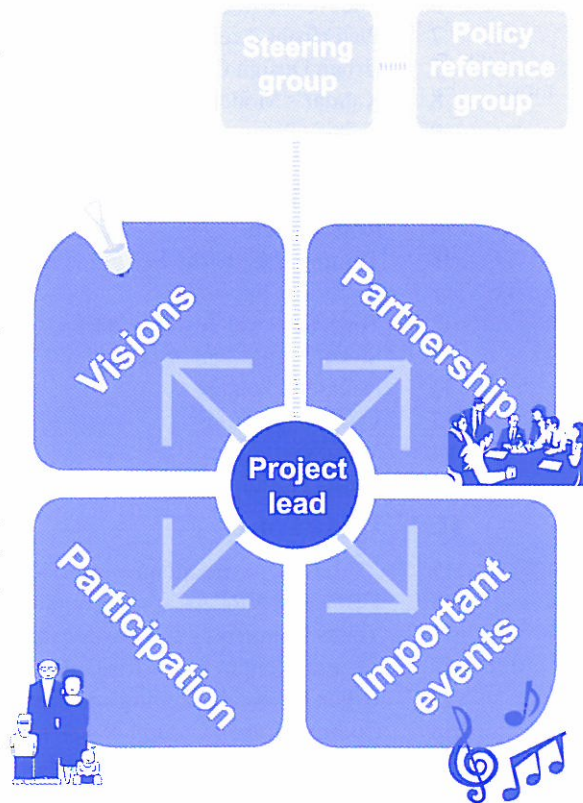 Steering
group
Policy
reference
group
Visions
Partnership
Project
lead
Participation
Important
events